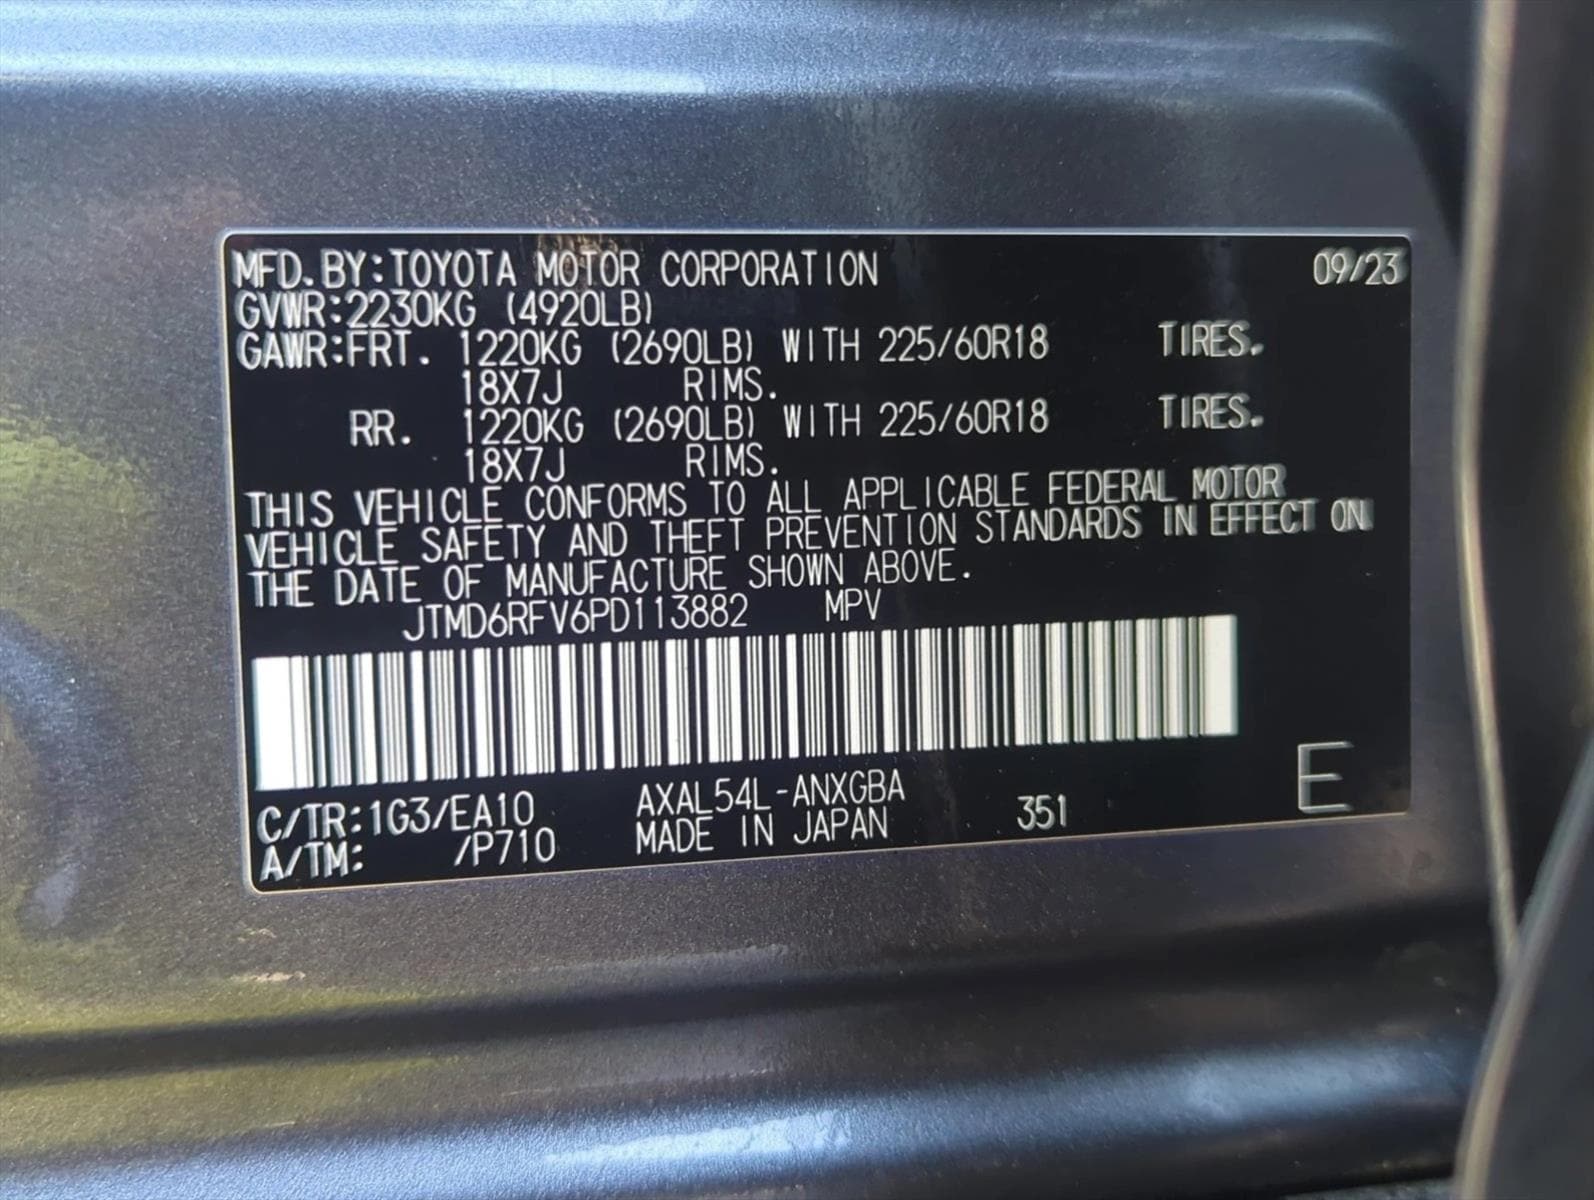 MFD.BY:TOYOTA MOTOR CORPORATION 09/23
GVWR:2230KG (4920LB)
GAWR:FRT. 1220KG (2690LB) WITH 225/60R18 TIRES.
18X7J RIMS.
RR. 1220KG (2690LB) WITH 225/60R18 TIRES.
18X7J RIMS.
THIS VEHICLE CONFORMS TO ALL APPLICABLE FEDERAL MOTOR
VEHICLE SAFETY AND THEFT PREVENTION STANDARDS IN EFFECT ON
THE DATE OF MANUFACTURE SHOWN ABOVE.
JTMD6RFV6PD113882 MPV
C/TR:1G3/EA10 AXAL54L-ANXGBA 351 E
A/TM: /P710 MADE IN JAPAN